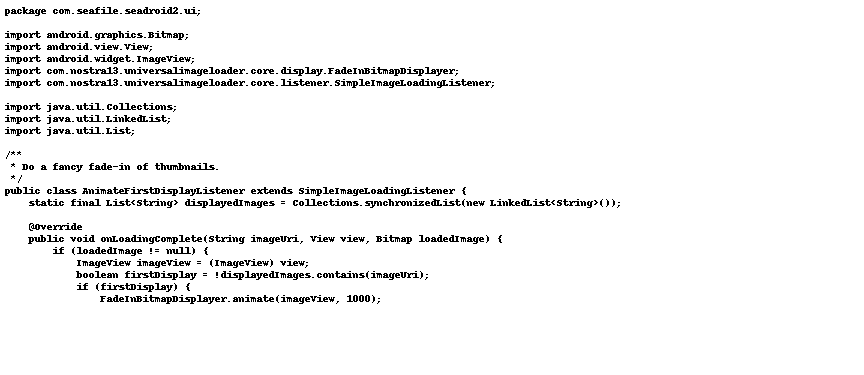 package com.seafile.seadroid2.ui;

import android.graphics.Bitmap;
import android.view.View;
import android.widget.ImageView;
import com.nostra13.universalimageloader.core.display.FadeInBitmapDisplayer;
import com.nostra13.universalimageloader.core.listener.SimpleImageLoadingListener;

import java.util.Collections;
import java.util.LinkedList;
import java.util.List;

/**
 * Do a fancy fade-in of thumbnails.
 */
public class AnimateFirstDisplayListener extends SimpleImageLoadingListener {
    static final List<String> displayedImages = Collections.synchronizedList(new LinkedList<String>());

    @Override
    public void onLoadingComplete(String imageUri, View view, Bitmap loadedImage) {
        if (loadedImage != null) {
            ImageView imageView = (ImageView) view;
            boolean firstDisplay = !displayedImages.contains(imageUri);
            if (firstDisplay) {
                FadeInBitmapDisplayer.animate(imageView, 1000);